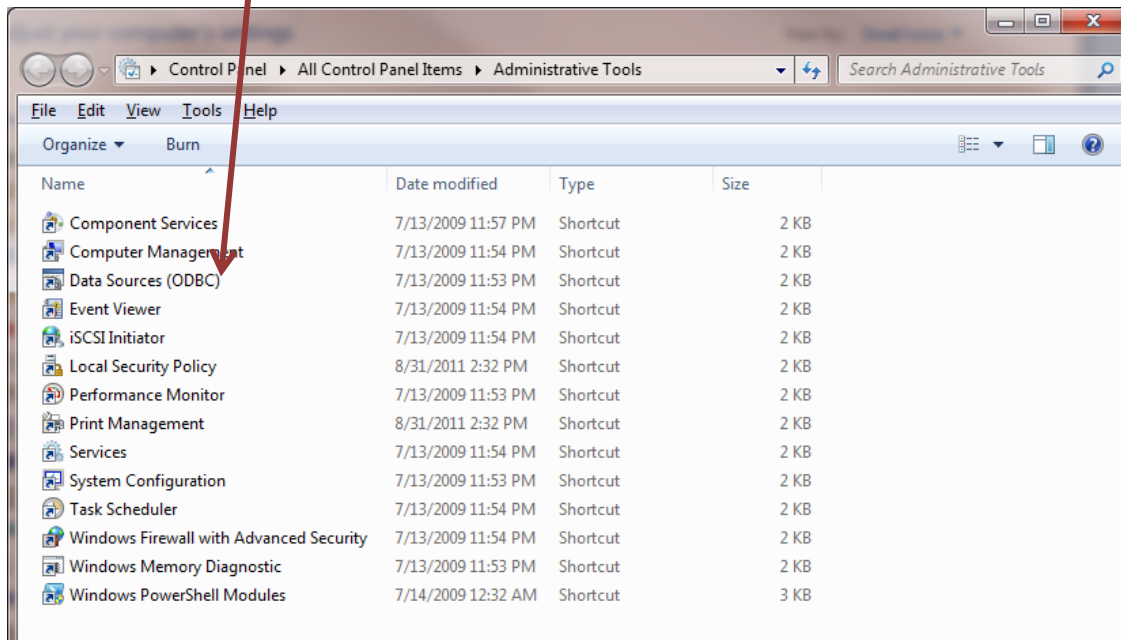 Control Panel ▸ All Control Panel Items ▸ Administrative Tools Search Administrative Tools
File Edit View Tools Help
Organize Burn
Name Date modified Type Size
Component Services 7/13/2009 11:57 PM Shortcut 2 KB
Computer Management 7/13/2009 11:54 PM Shortcut 2 KB
Data Sources (ODBC) 7/13/2009 11:53 PM Shortcut 2 KB
Event Viewer 7/13/2009 11:54 PM Shortcut 2 KB
iSCSI Initiator 7/13/2009 11:54 PM Shortcut 2 KB
Local Security Policy 8/31/2011 2:32 PM Shortcut 2 KB
Performance Monitor 7/13/2009 11:53 PM Shortcut 2 KB
Print Management 8/31/2011 2:32 PM Shortcut 2 KB
Services 7/13/2009 11:54 PM Shortcut 2 KB
System Configuration 7/13/2009 11:53 PM Shortcut 2 KB
Task Scheduler 7/13/2009 11:54 PM Shortcut 2 KB
Windows Firewall with Advanced Security 7/13/2009 11:54 PM Shortcut 2 KB
Windows Memory Diagnostic 7/13/2009 11:53 PM Shortcut 2 KB
Windows PowerShell Modules 7/14/2009 12:32 AM Shortcut 3 KB